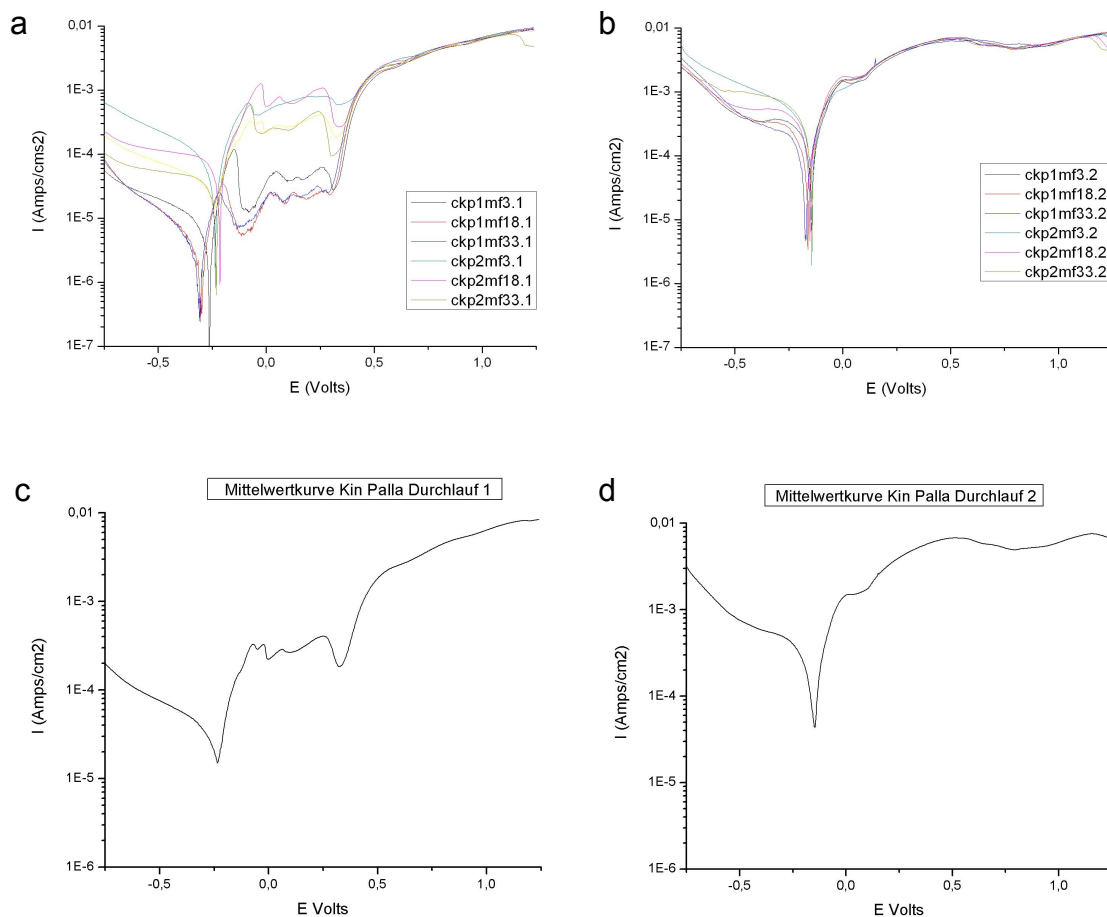 a
0,01
1E-3
1E-4
1E-5
1E-6
1E-7
I (Amps/cms2)
-0,5
0,0
0,5
1,0
E (Volts)
ckp1mf3.1
ckp1mf18.1
ckp1mf33.1
ckp2mf3.1
ckp2mf18.1
ckp2mf33.1
b
0,01
1E-3
1E-4
1E-5
1E-6
1E-7
I (Amps/cm2)
-0,5
0,0
0,5
1,0
E (Volts)
ckp1mf3.2
ckp1mf18.2
ckp1mf33.2
ckp2mf3.2
ckp2mf18.2
ckp2mf33.2
c
Mittelwertkurve Kin Palla Durchlauf 1
0,01
1E-3
1E-4
1E-5
1E-6
I (Amps/cm2)
-0,5
0,0
0,5
1,0
E Volts
d
Mittelwertkurve Kin Palla Durchlauf 2
0,01
1E-3
1E-4
1E-5
1E-6
I (Amps/cm2)
-0,5
0,0
0,5
1,0
E Volts